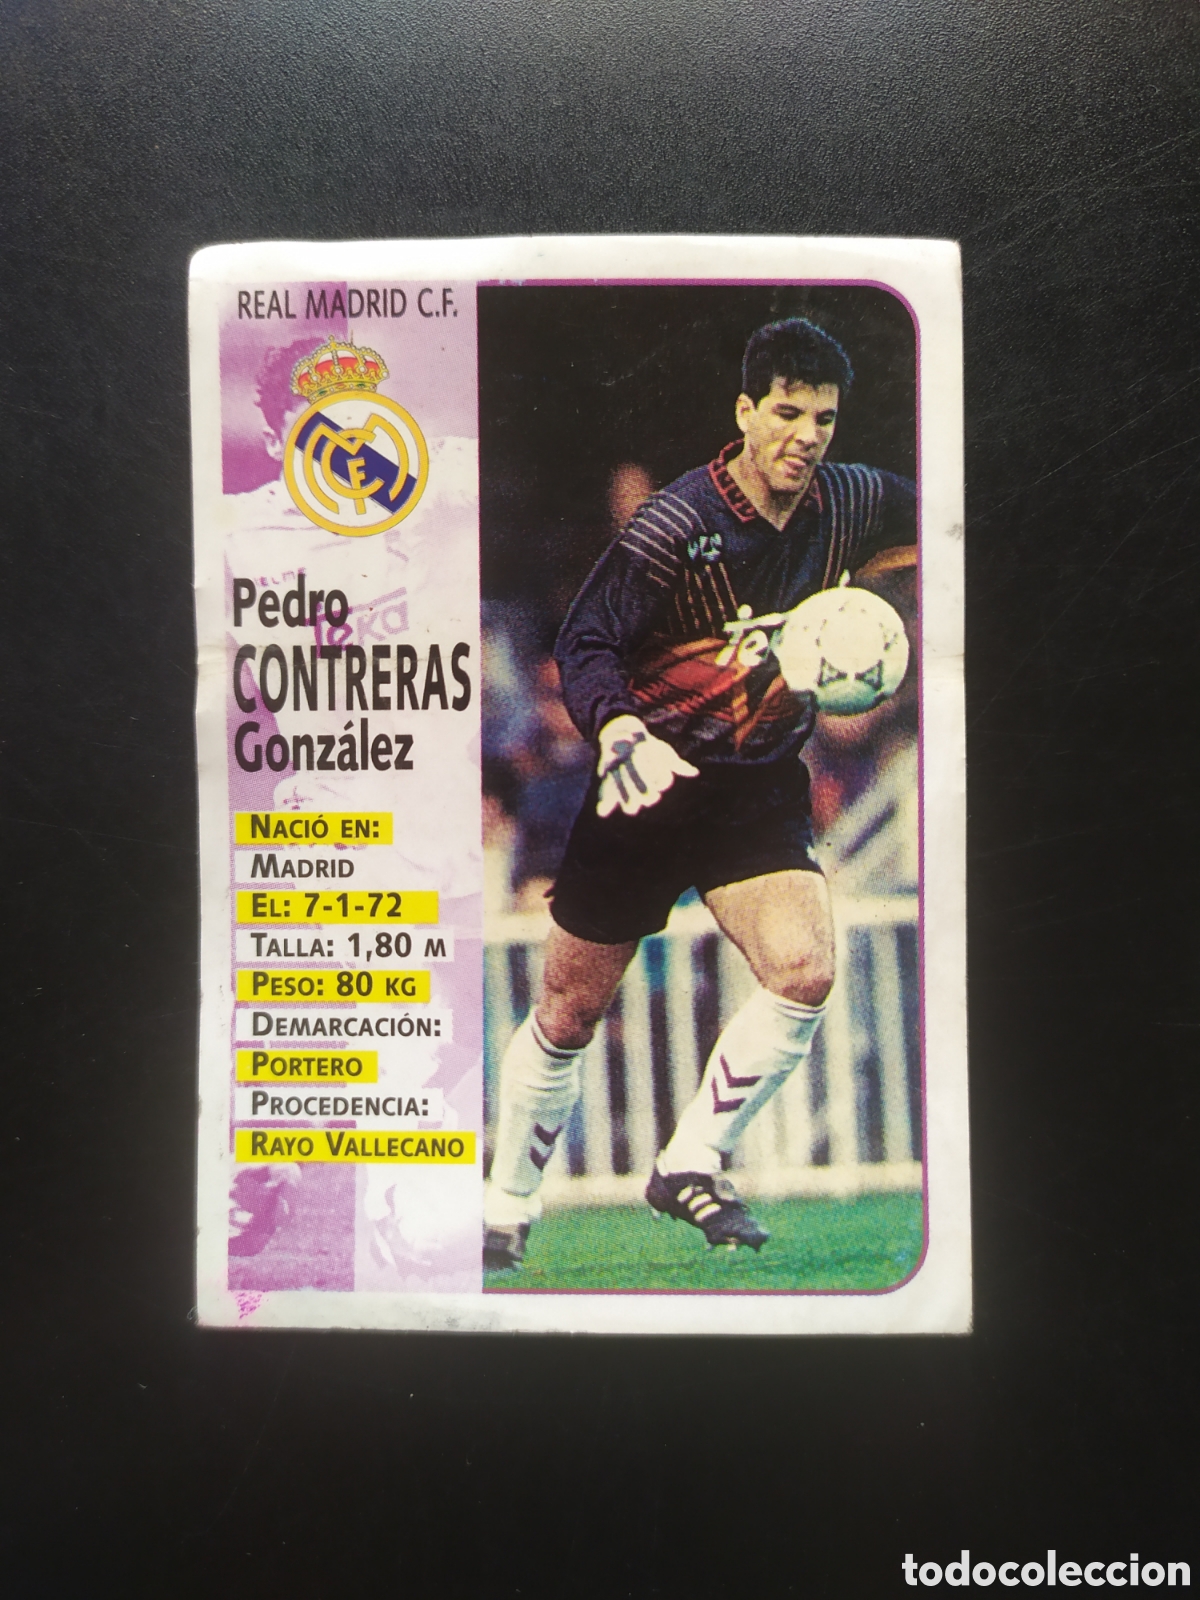 REAL MADRID C.F.
Pedro
CONTRERAS
González
NACIÓ EN:
MADRID
EL: 7-1-72
TALLA: 1,80 M
PESO: 80 KG
DEMARCACIÓN:
PORTERO
PROCEDENCIA:
RAYO VALLECANO
Teka
todocoleccion